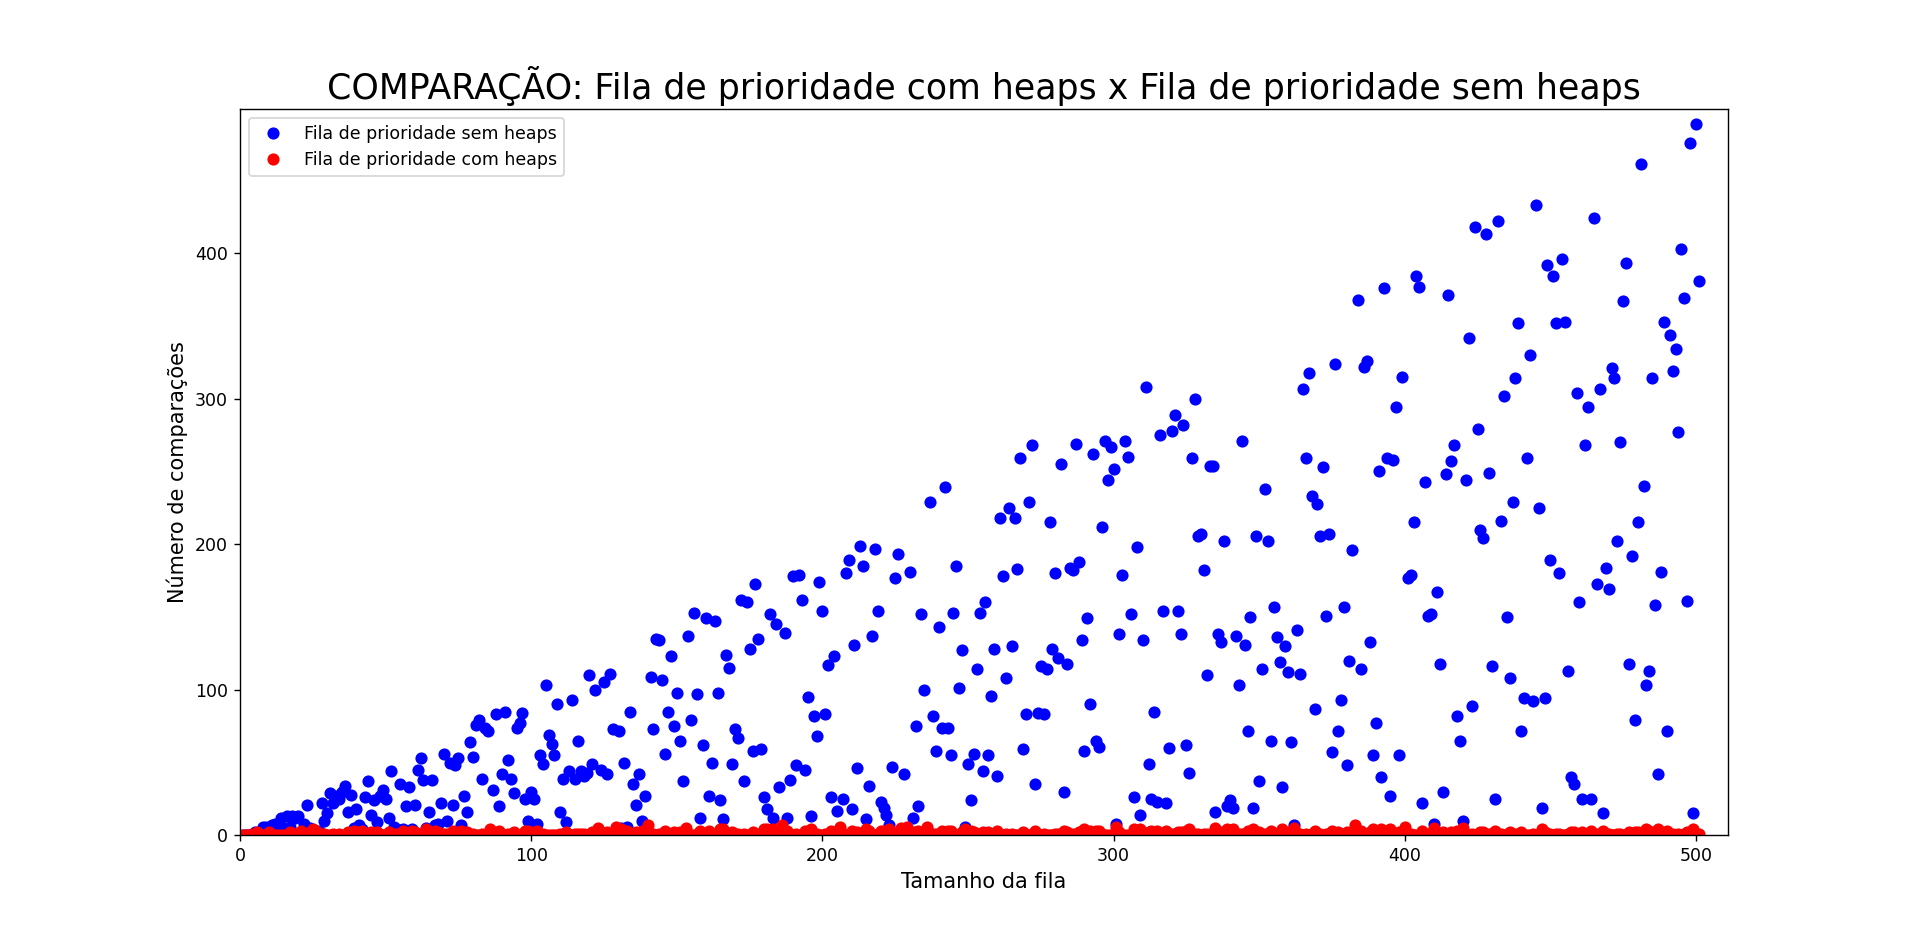 COMPARAÇÃO: Fila de prioridade com heaps x Fila de prioridade sem heaps
Fila de prioridade sem heaps
Fila de prioridade com heaps
Número de comparações
400
300
200
100
0
0 100 200 300 400 500
Tamanho da fila